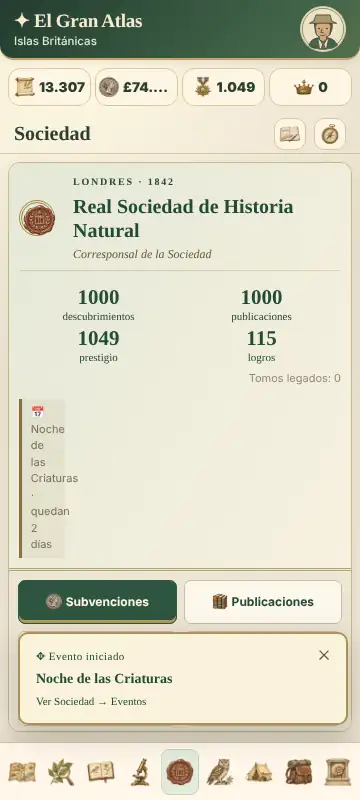 ✦ El Gran Atlas
Islas Británicas
13.307
£74....
1.049
0
Sociedad
LONDRES · 1842
Real Sociedad de Historia
Natural
Corresponsal de la Sociedad
1000
descubrimientos
1000
publicaciones
1049
prestigio
115
logros
Tomos legados: 0
📅
Noche
de
las
Criaturas
·
quedan
2
días
Subvenciones
Publicaciones
✥ Evento iniciado
Noche de las Criaturas
Ver Sociedad → Eventos